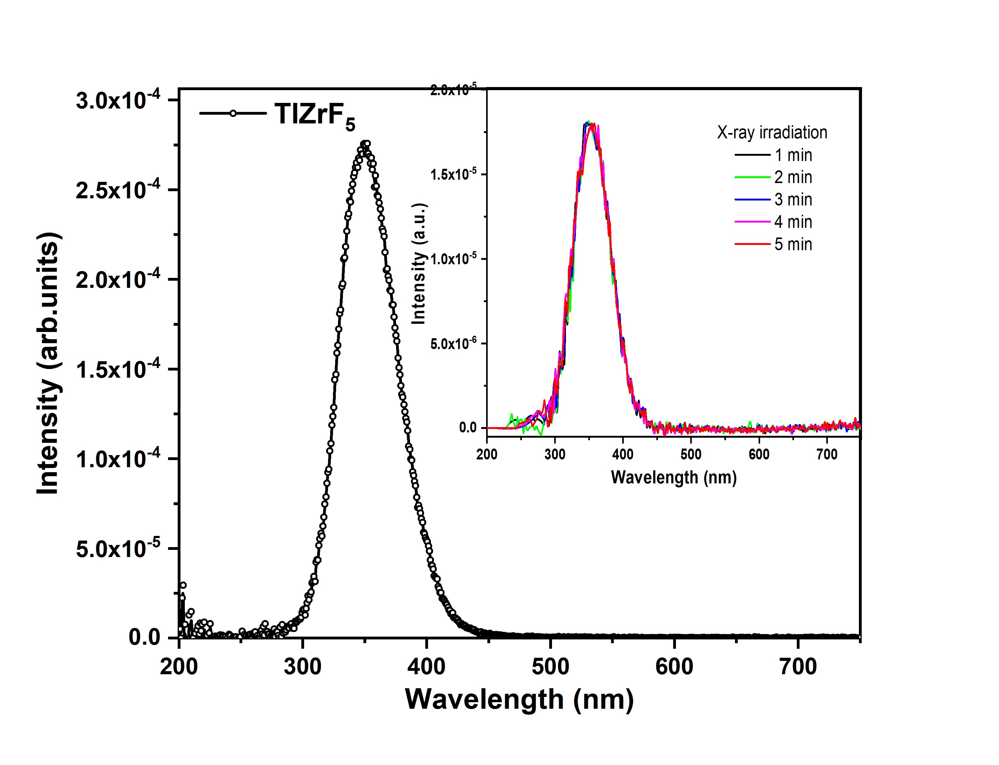 3.0x10⁻⁴
2.5x10⁻⁴
2.0x10⁻⁴
1.5x10⁻⁴
1.0x10⁻⁴
5.0x10⁻⁵
0.0
Intensity (arb.units)
TlZrF₅
200
300
400
500
600
700
Wavelength (nm)
2.0x10⁻⁵
1.5x10⁻⁵
1.0x10⁻⁵
5.0x10⁻⁶
0.0
Intensity (a.u.)
X-ray irradiation
1 min
2 min
3 min
4 min
5 min
200
300
400
500
600
700
Wavelength (nm)